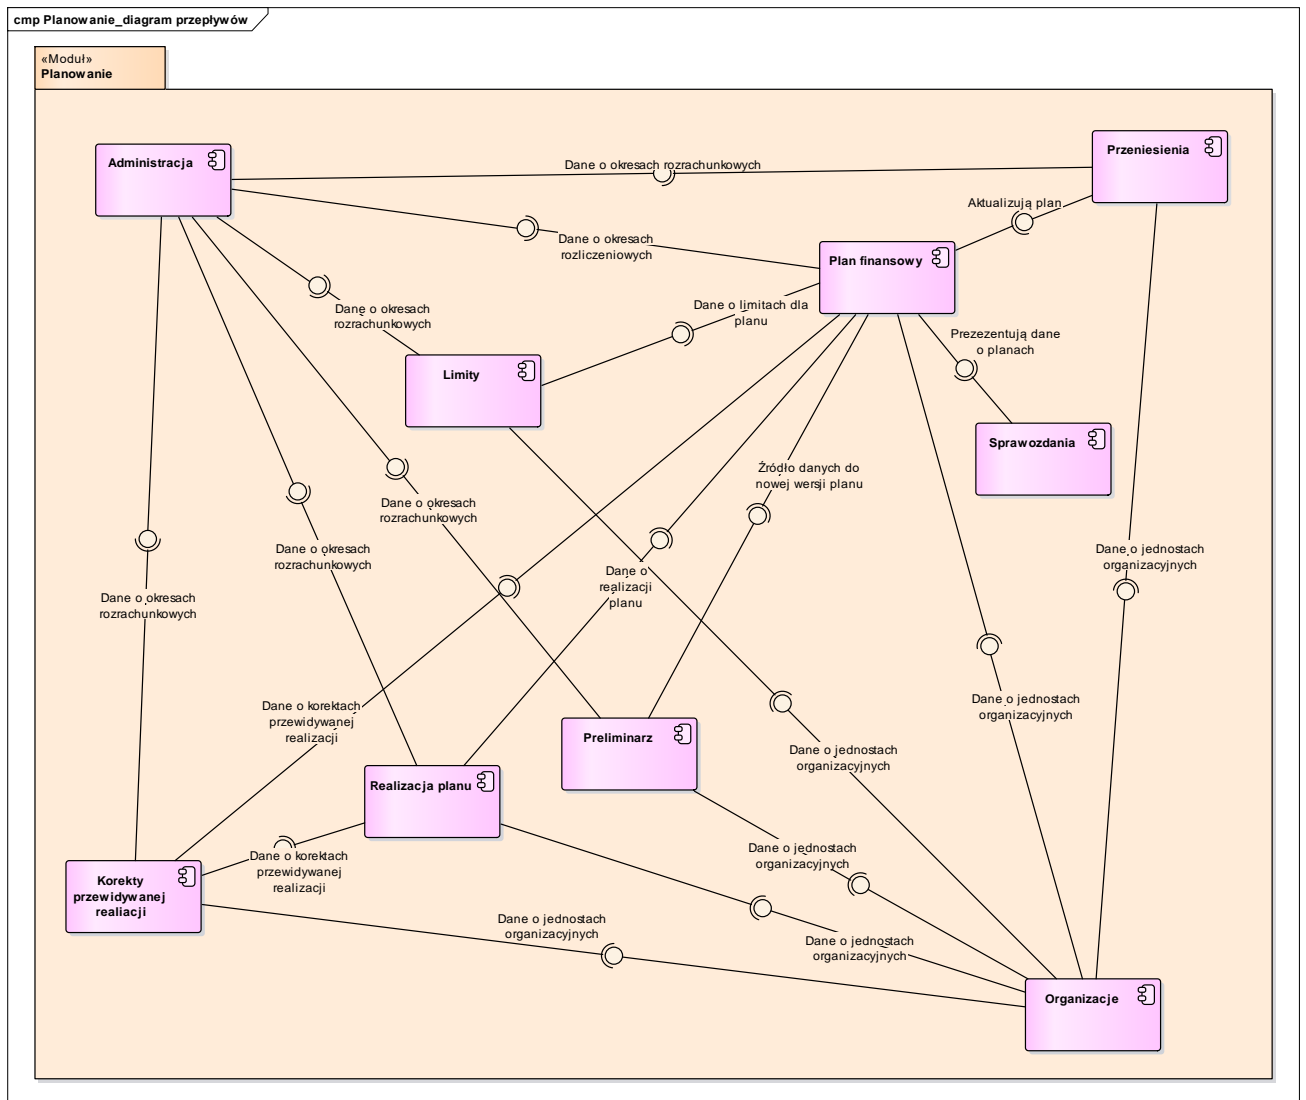 cmp Planowanie_diagram przepływów
«Moduł»
Planowanie
Administracja
Przeniesienia
Dane o okresach rozrachunkowych
Aktualizują plan
Dane o okresach
rozliczeniowych
Plan finansowy
Dane o okresach
rozrachunkowych
Dane o limitach dla
planu
Prezezentują dane
o planach
Limity
Sprawozdania
Źródło danych do
nowej wersji planu
Dane o okresach
rozrachunkowych
Dane o okresach
rozrachunkowych
Dane o
realizacji
planu
Dane o jednostach
organizacyjnych
Dane o okresach
rozrachunkowych
Dane o korektach
przewidywanej
realizacji
Dane o jednostach
organizacyjnych
Preliminarz
Dane o jednostach
organizacyjnych
Realizacja planu
Dane o korektach
przewidywanej
realizacji
Dane o jednostach
organizacyjnych
Korekty
przewidywanej
realiacji
Dane o jednostach
organizacyjnych
Dane o jednostach
organizacyjnych
Organizacje